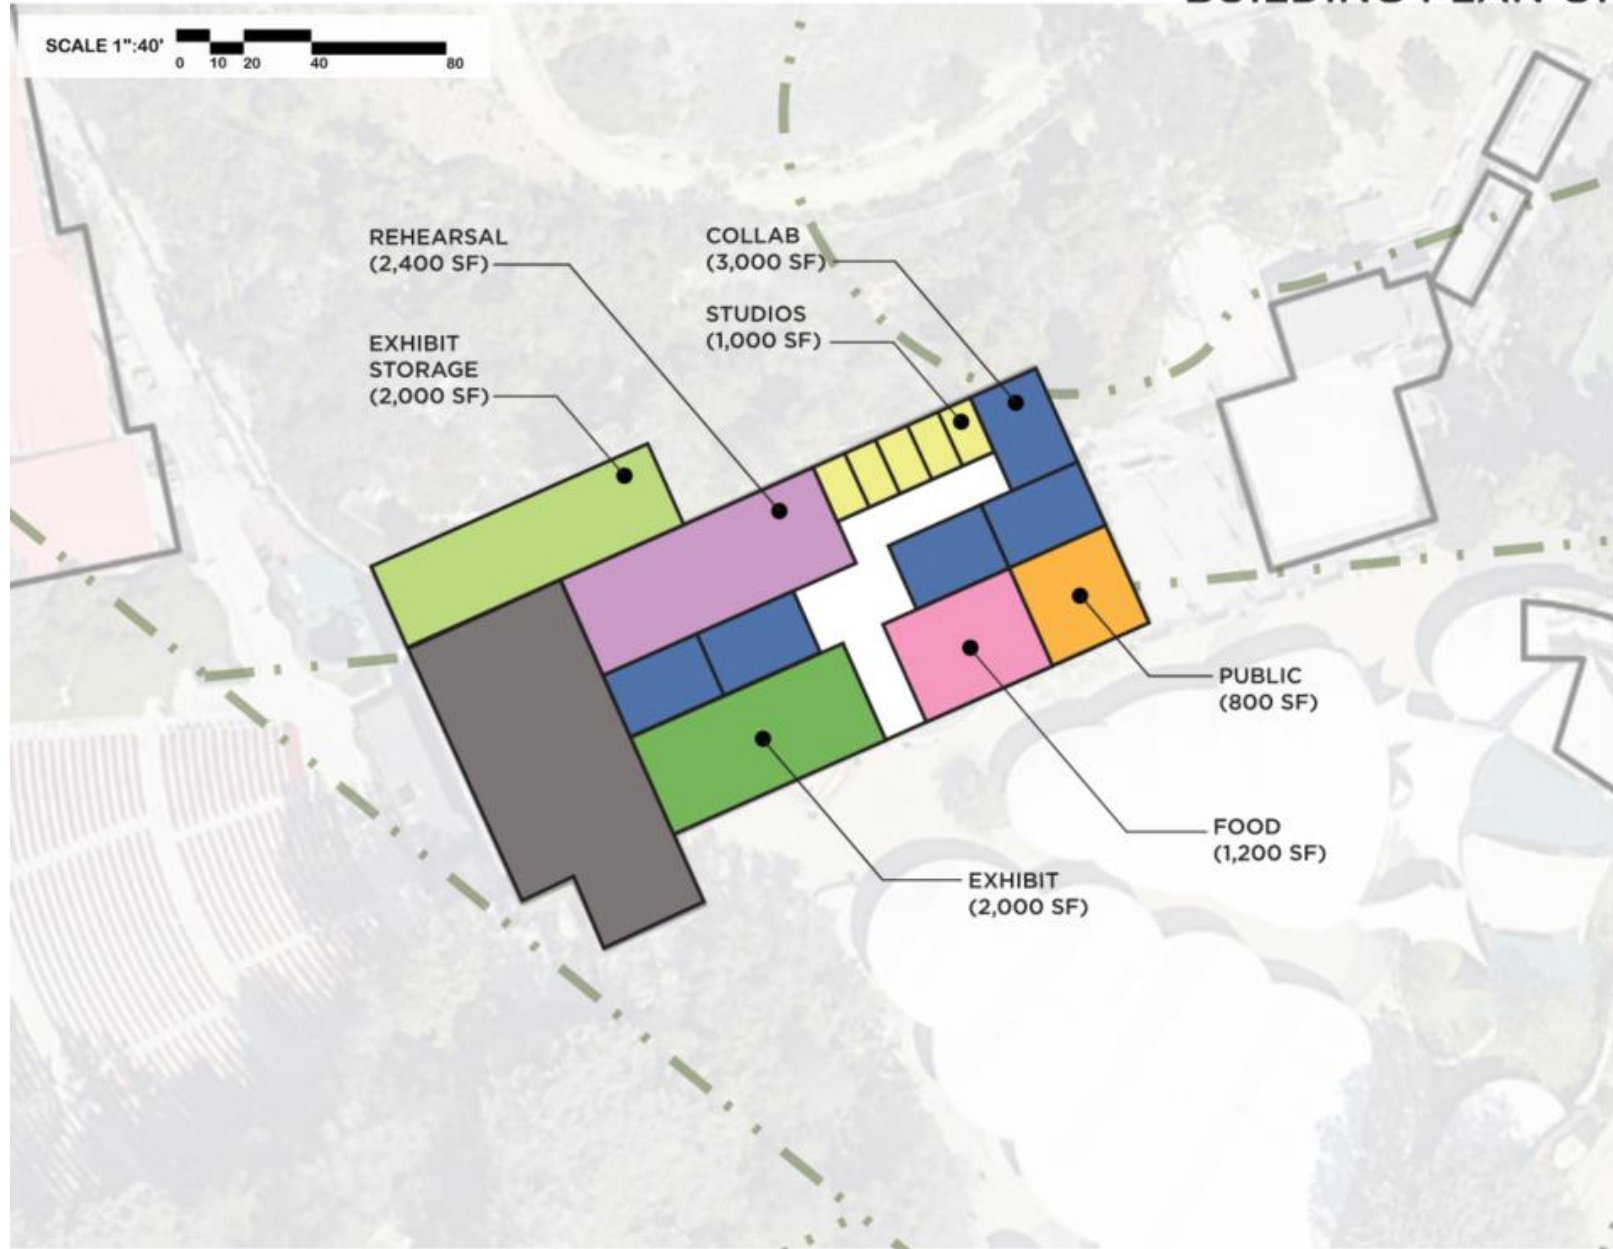 SCALE 1":40'
0 10 20 40 80
REHEARSAL
(2,400 SF)
COLLAB
(3,000 SF)
STUDIOS
(1,000 SF)
EXHIBIT
STORAGE
(2,000 SF)
PUBLIC
(800 SF)
FOOD
(1,200 SF)
EXHIBIT
(2,000 SF)